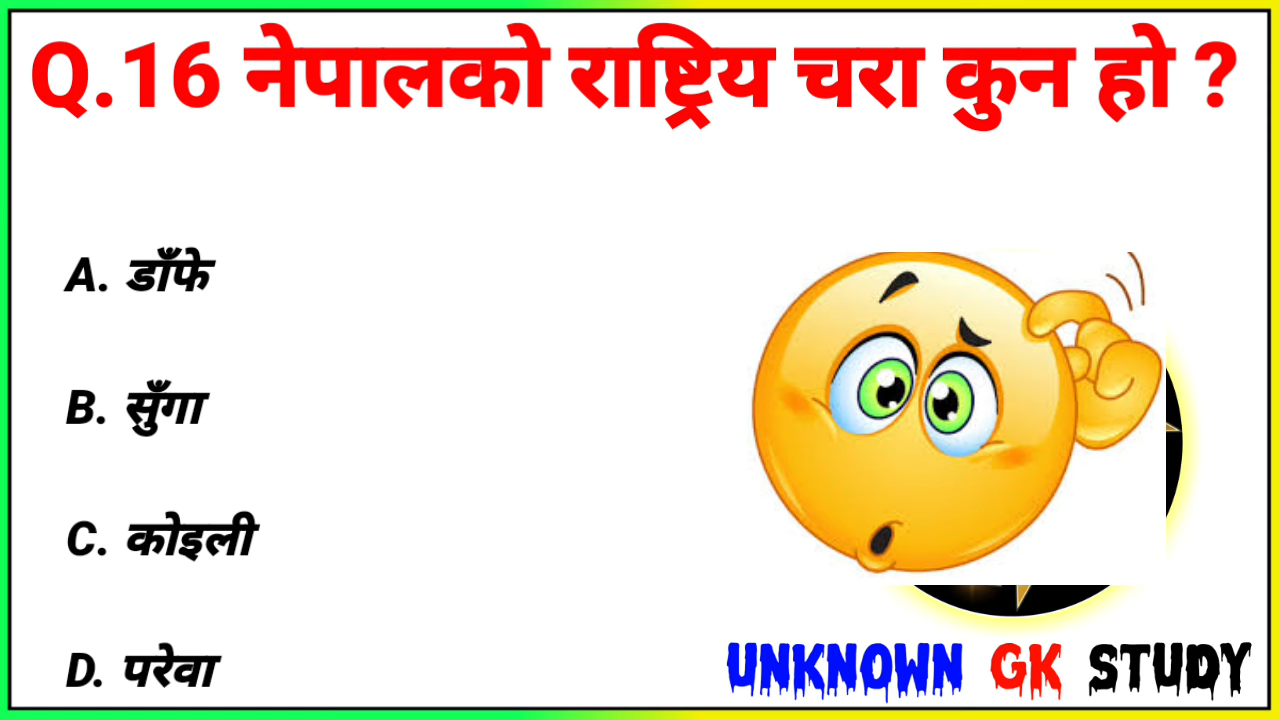 Q.16 नेपालको राष्ट्रिय चरा कुन हो ?
A. डाँफे
B. सुँगा
C. कोइली
D. परेवा
UNKNOWN GK STUDY